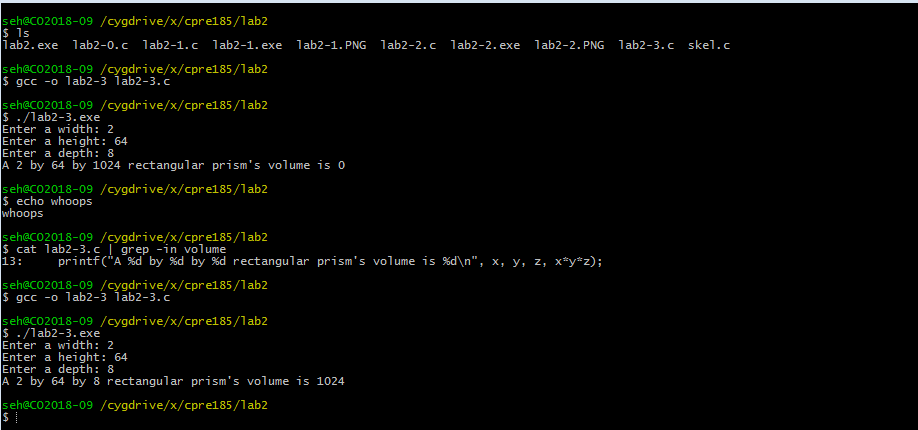 seh@CO2018-09 /cygdrive/x/cpre185/lab2
$ ls
lab2.exe  lab2-0.c  lab2-1.c  lab2-1.exe  lab2-1.PNG  lab2-2.c  lab2-2.exe  lab2-2.PNG  lab2-3.c  skel.c
seh@CO2018-09 /cygdrive/x/cpre185/lab2
$ gcc -o lab2-3 lab2-3.c
seh@CO2018-09 /cygdrive/x/cpre185/lab2
$ ./lab2-3.exe
Enter a width: 2
Enter a height: 64
Enter a depth: 8
A 2 by 64 by 1024 rectangular prism's volume is 0
seh@CO2018-09 /cygdrive/x/cpre185/lab2
$ echo whoops
whoops
seh@CO2018-09 /cygdrive/x/cpre185/lab2
$ cat lab2-3.c | grep -in volume
13:     printf("A %d by %d by %d rectangular prism's volume is %d\n", x, y, z, x*y*z);
seh@CO2018-09 /cygdrive/x/cpre185/lab2
$ gcc -o lab2-3 lab2-3.c
seh@CO2018-09 /cygdrive/x/cpre185/lab2
$ ./lab2-3.exe
Enter a width: 2
Enter a height: 64
Enter a depth: 8
A 2 by 64 by 8 rectangular prism's volume is 1024
seh@CO2018-09 /cygdrive/x/cpre185/lab2
$